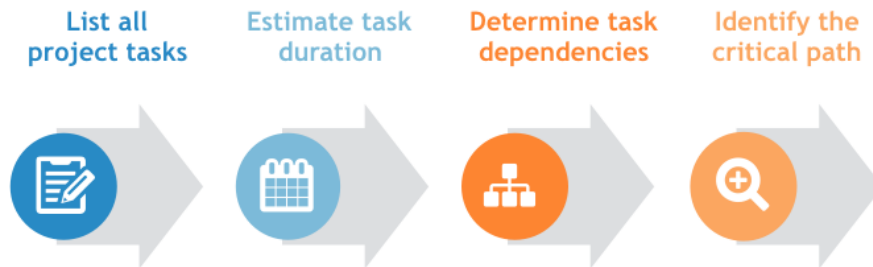 List all
project tasks
Estimate task
duration
Determine task
dependencies
Identify the
critical path